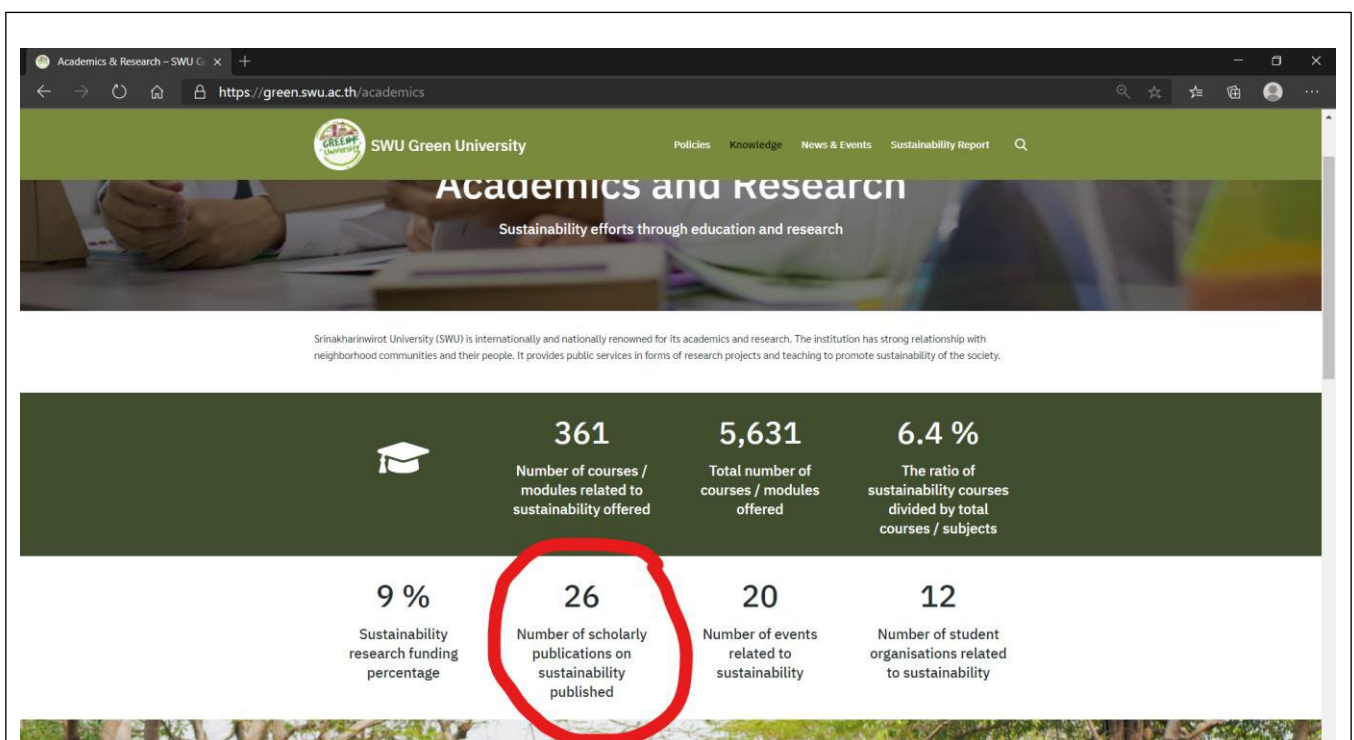 Academics & Research – SWU G
https://green.swu.ac.th/academics
GREEN
University
SWU Green University
Policies Knowledge News & Events Sustainability Report
Academics and Research
Sustainability efforts through education and research
Srinakharinwirot University (SWU) is internationally and nationally renowned for its academics and research. The institution has strong relationship with
neighborhood communities and their people. It provides public services in forms of research projects and teaching to promote sustainability of the society.
361
Number of courses /
modules related to
sustainability offered
5,631
Total number of
courses / modules
offered
6.4 %
The ratio of
sustainability courses
divided by total
courses / subjects
9 %
Sustainability
research funding
percentage
26
Number of scholarly
publications on
sustainability
published
20
Number of events
related to
sustainability
12
Number of student
organisations related
to sustainability